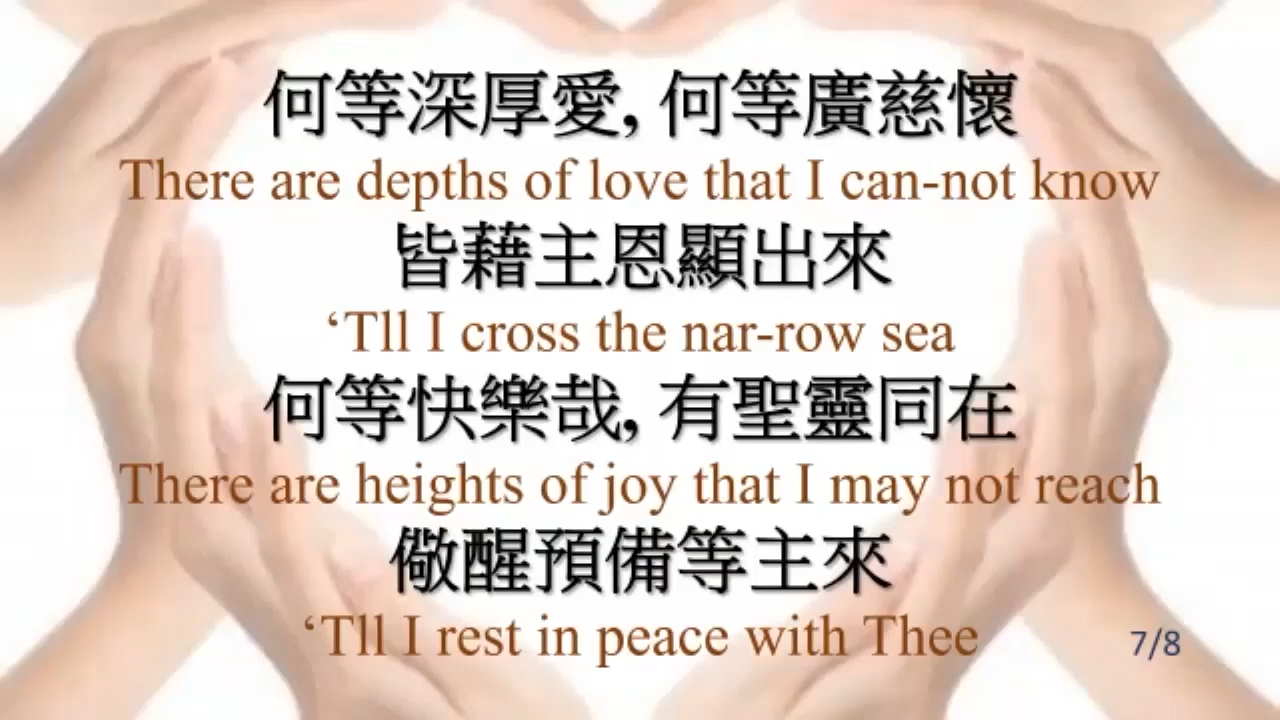 何等深厚愛, 何等廣慈懷
There are depths of love that I can-not know
皆藉主恩顯出來
‘Tll I cross the nar-row sea
何等快樂哉, 有聖靈同在
There are heights of joy that I may not reach
儆醒預備等主來
‘Tll I rest in peace with Thee
7/8